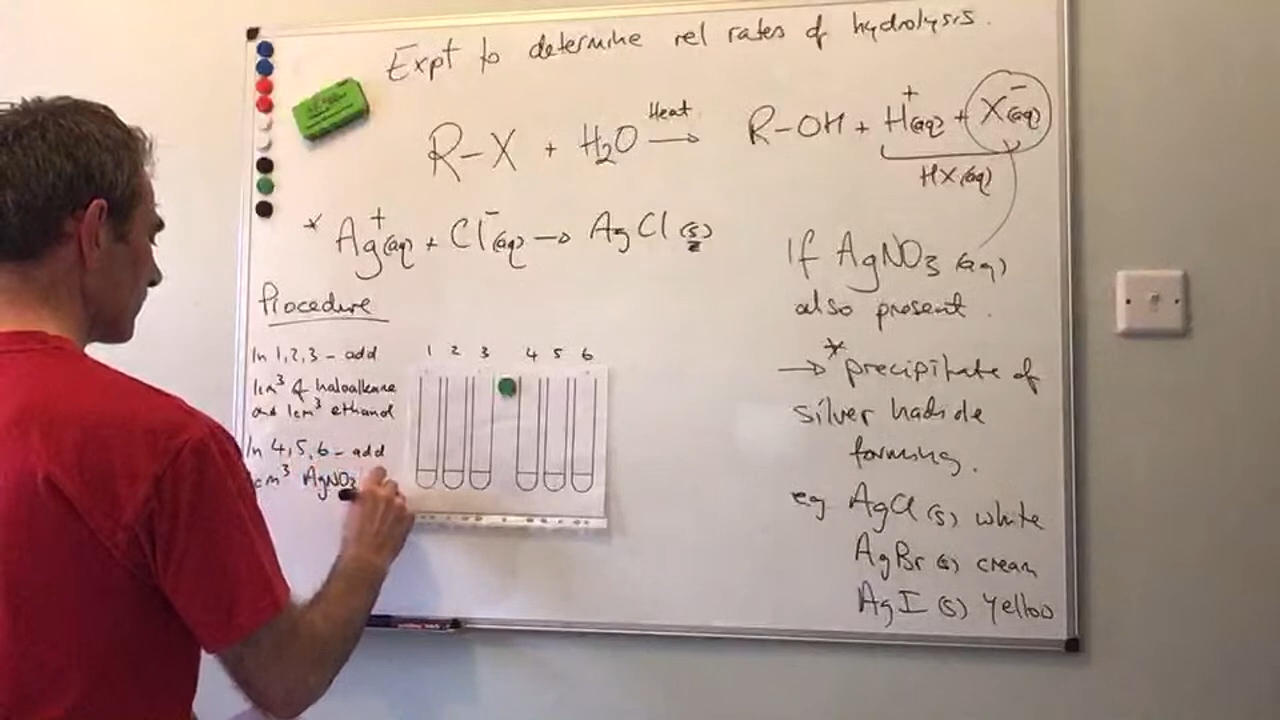 Expt to determine rel rates of hydrolysis.
R-X + H2O Heat → R-OH + H+(aq) + X-(aq)
HX(aq)
* Ag+(aq) + Cl-(aq) → AgCl(s)
If AgNO3(aq)
also present.
→ * precipitate of
silver halide
forming.
eg AgCl(s) white
AgBr(s) cream
AgI(s) yellow
Procedure
In 1,2,3 - add
1cm3 of haloalkane
and 1cm3 ethanol
In 4,5,6 - add
cm3 AgNO3
1 2 3 4 5 6